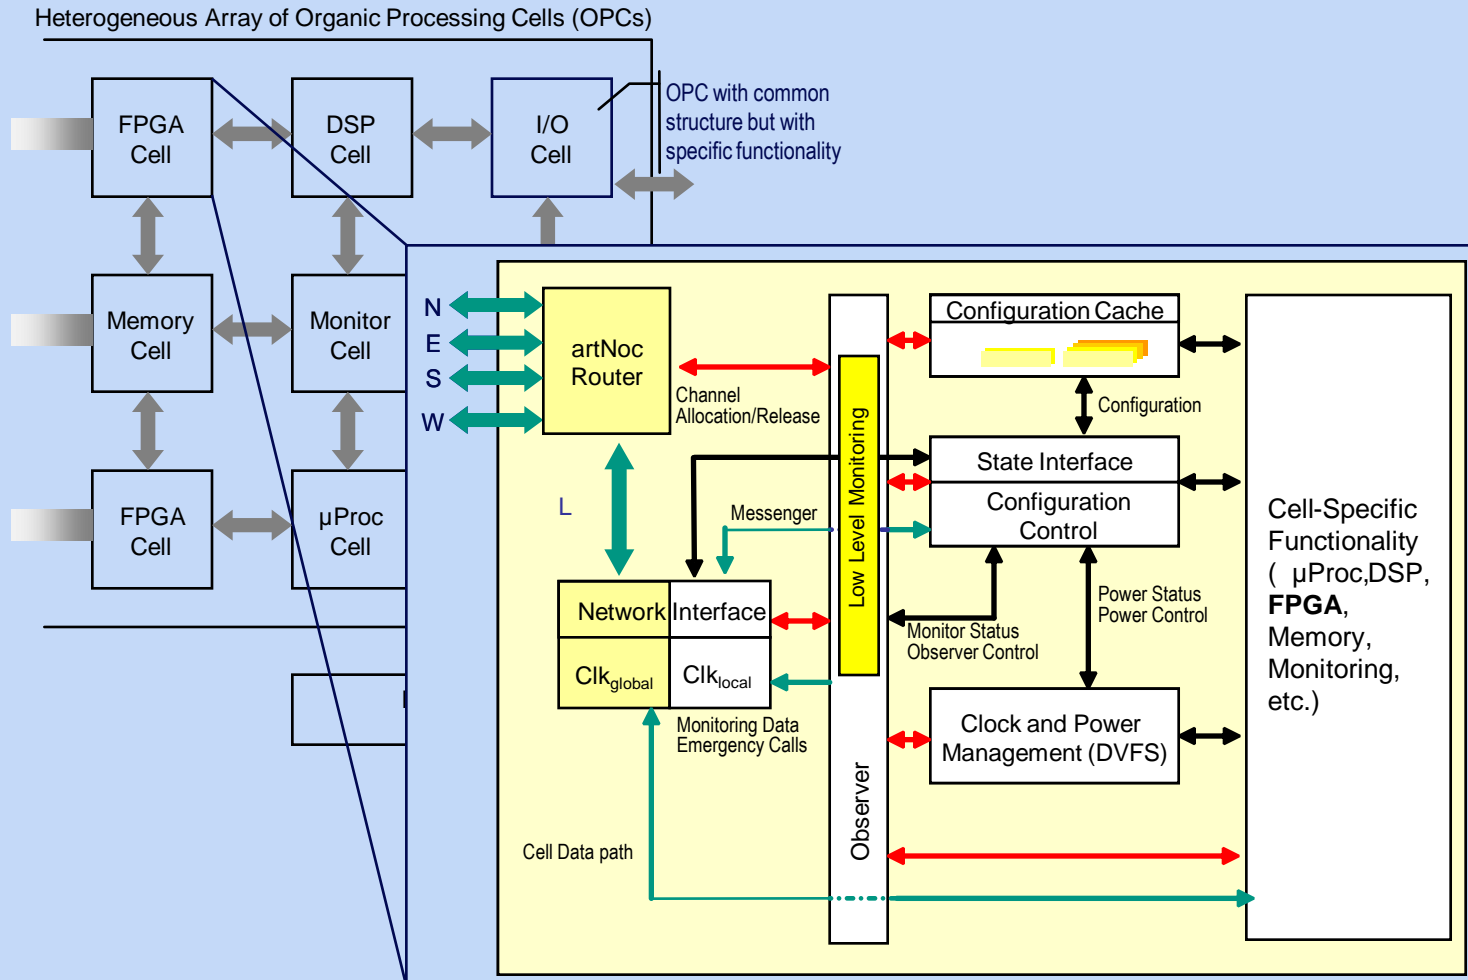 Heterogeneous Array of Organic Processing Cells (OPCs)
FPGA
Cell
DSP
Cell
I/O
Cell
OPC with common
structure but with
specific functionality
Memory
Cell
Monitor
Cell
FPGA
Cell
µProc
Cell
N
E
S
W
artNoc
Router
Channel
Allocation/Release
L
Messenger
Network Interface
Clkglobal
Clklocal
Monitoring Data
Emergency Calls
Cell Data path
Low Level Monitoring
Observer
Configuration Cache
Configuration
State Interface
Configuration
Control
Monitor Status
Observer Control
Power Status
Power Control
Clock and Power
Management (DVFS)
Cell-Specific
Functionality
( µProc,DSP,
FPGA,
Memory,
Monitoring,
etc.)